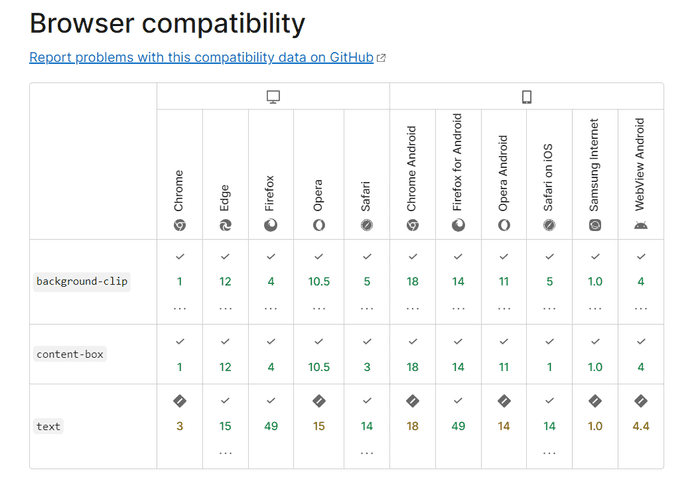 Browser compatibility
Report problems with this compatibility data on GitHub
Chrome Edge Firefox Opera Safari Chrome Android Firefox for Android Opera Android Safari on iOS Samsung Internet WebView Android
background-clip ✓ 1 … ✓ 12 … ✓ 4 … ✓ 10.5 … ✓ 5 … ✓ 18 … ✓ 14 … ✓ 11 … ✓ 5 … ✓ 1.0 … ✓ 4 …
content-box ✓ 1 ✓ 12 ✓ 4 ✓ 10.5 ✓ 3 ✓ 18 ✓ 14 ✓ 11 ✓ 1 ✓ 1.0 ✓ 4
text 3 ✓ 15 … ✓ 49 15 ✓ 14 … 18 ✓ 49 14 ✓ 14 … 1.0 4.4